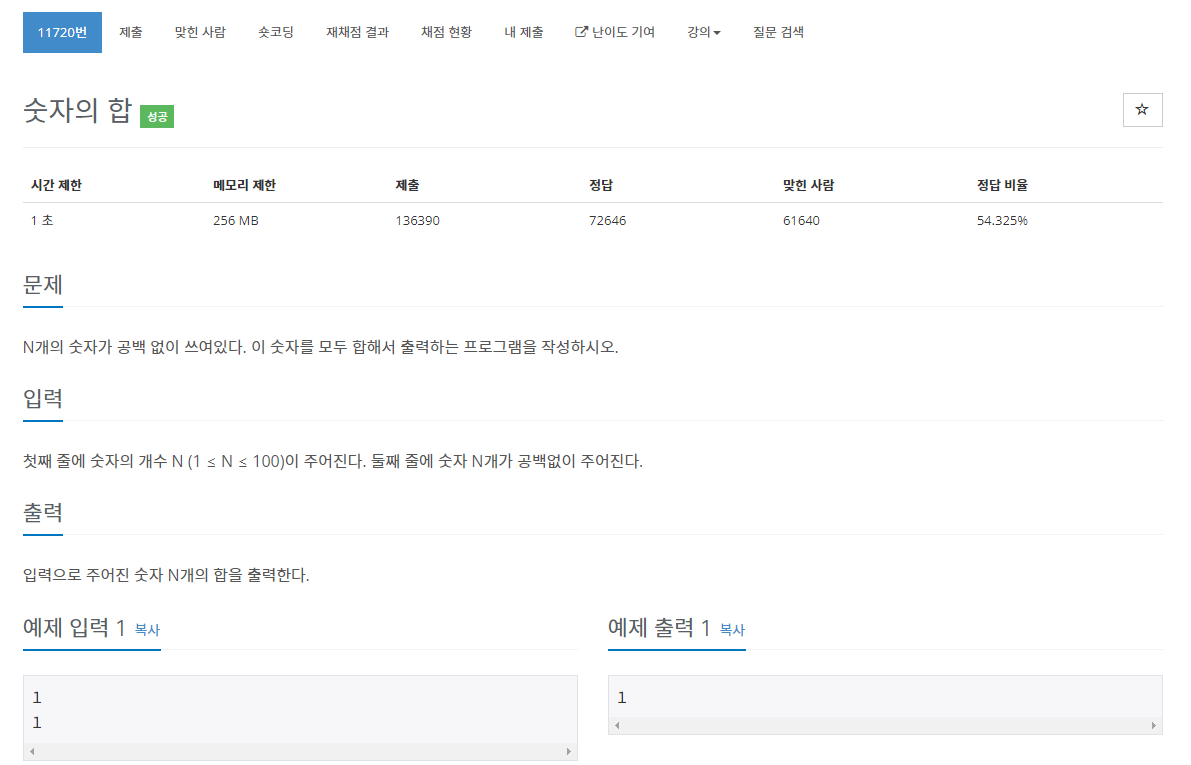 11720번 제출 맞힌 사람 숏코딩 재채점 결과 채점 현황 내 제출 난이도 기여 강의 질문 검색
숫자의 합 성공
시간 제한 메모리 제한 제출 정답 맞힌 사람 정답 비율
1 초 256 MB 136390 72646 61640 54.325%
문제
N개의 숫자가 공백 없이 쓰여있다. 이 숫자를 모두 합해서 출력하는 프로그램을 작성하시오.
입력
첫째 줄에 숫자의 개수 N (1 ≤ N ≤ 100)이 주어진다. 둘째 줄에 숫자 N개가 공백없이 주어진다.
출력
입력으로 주어진 숫자 N개의 합을 출력한다.
예제 입력 1 복사
1
1
예제 출력 1 복사
1